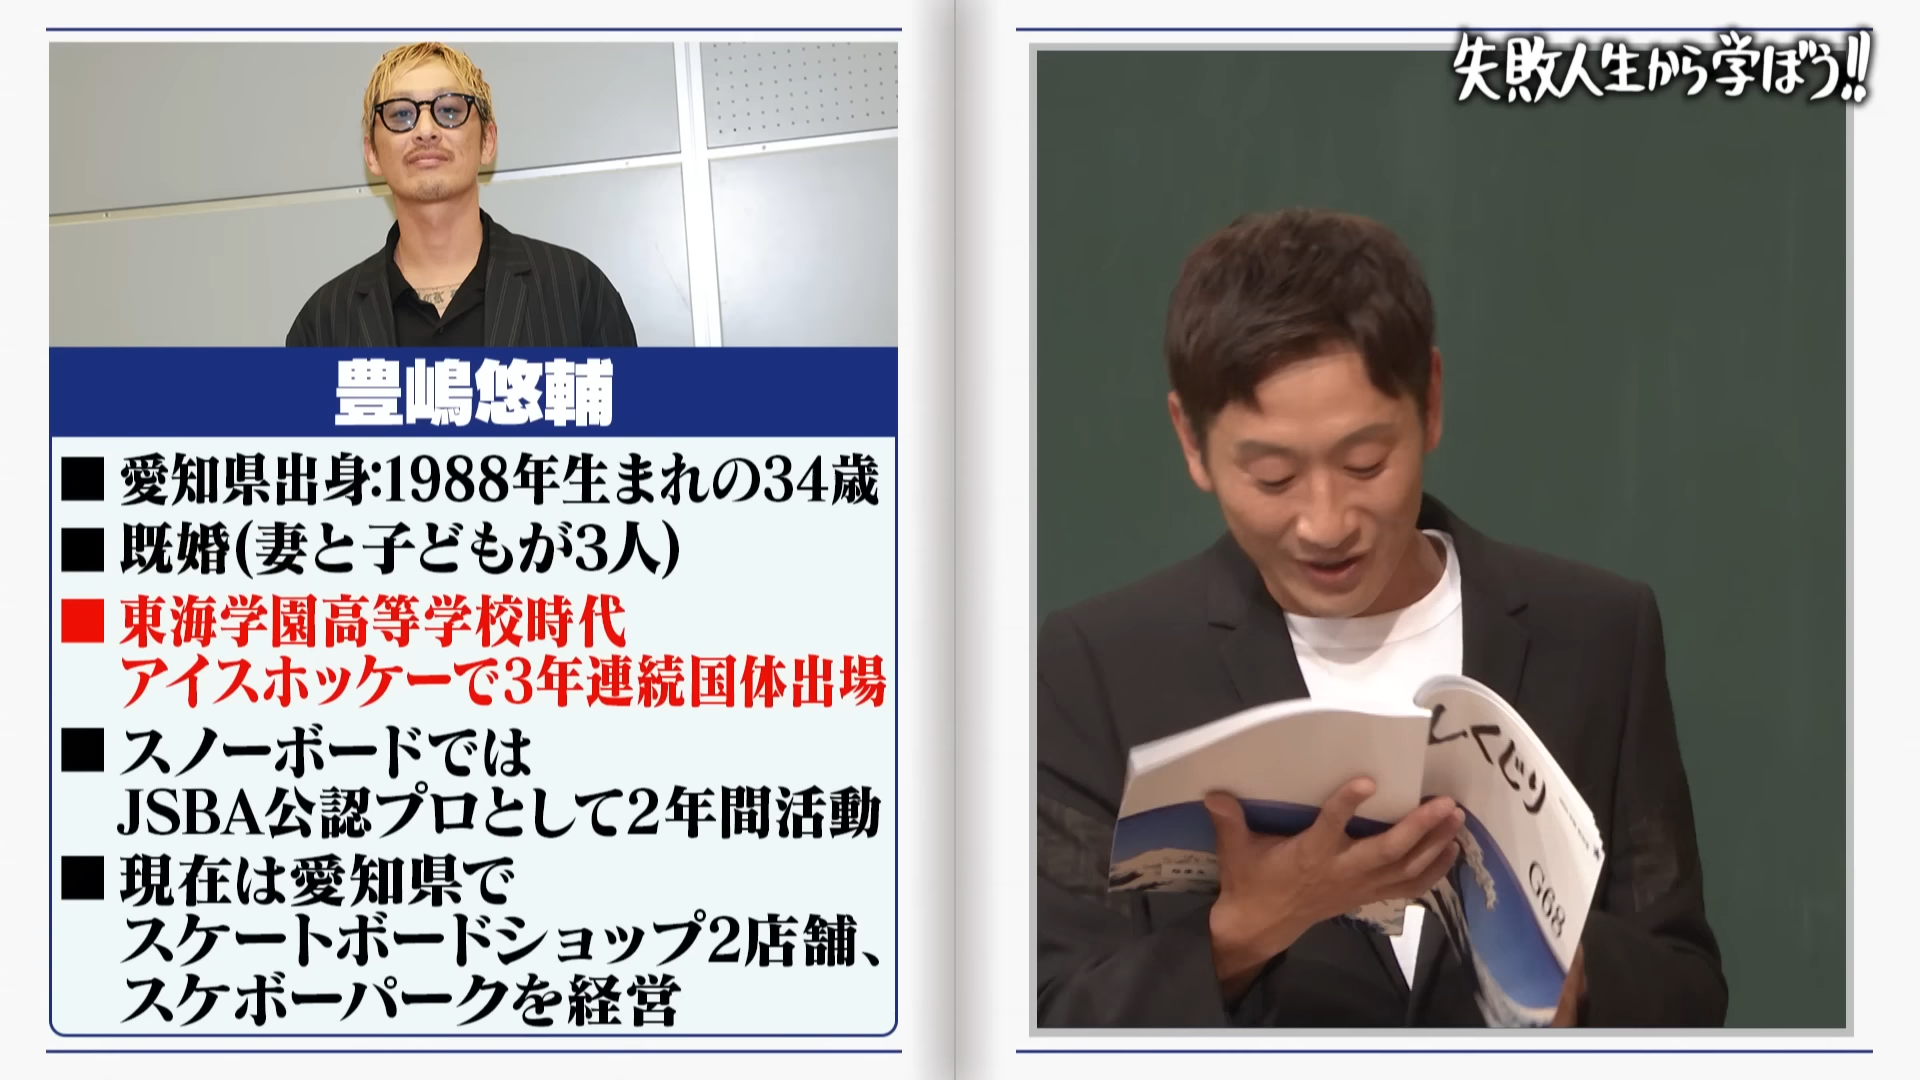 失敗人生から学ぼう!!
豊嶋悠輔
■ 愛知県出身:1988年生まれの34歳
■ 既婚(妻と子どもが3人)
■ 東海学園高等学校時代
アイスホッケーで3年連続国体出場
■ スノーボードでは
JSBA公認プロとして2年間活動
■ 現在は愛知県で
スケートボードショップ2店舗、
スケボーパークを経営
しくじり
G68